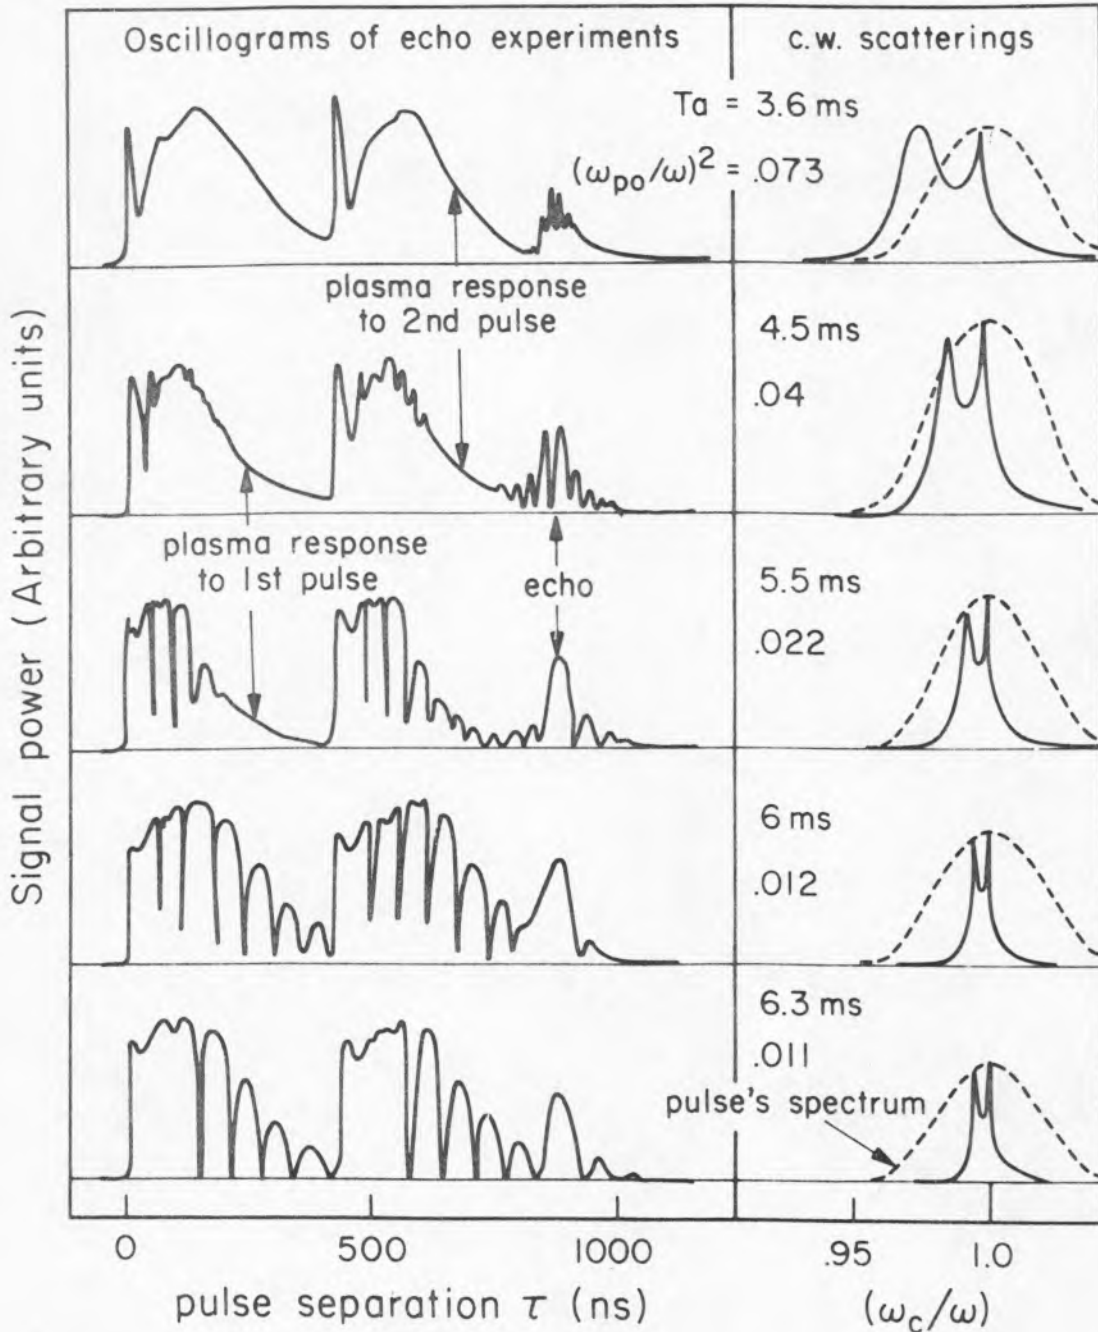 Oscillograms of echo experiments
c.w. scatterings
Ta = 3.6 ms
(ωpo/ω)² = .073
plasma response
to 2nd pulse
4.5 ms
.04
plasma response
to 1st pulse
echo
5.5 ms
.022
6 ms
.012
6.3 ms
.011
pulse's spectrum
Signal power (Arbitrary units)
0
500
1000
.95
1.0
pulse separation τ (ns)
(ωc/ω)